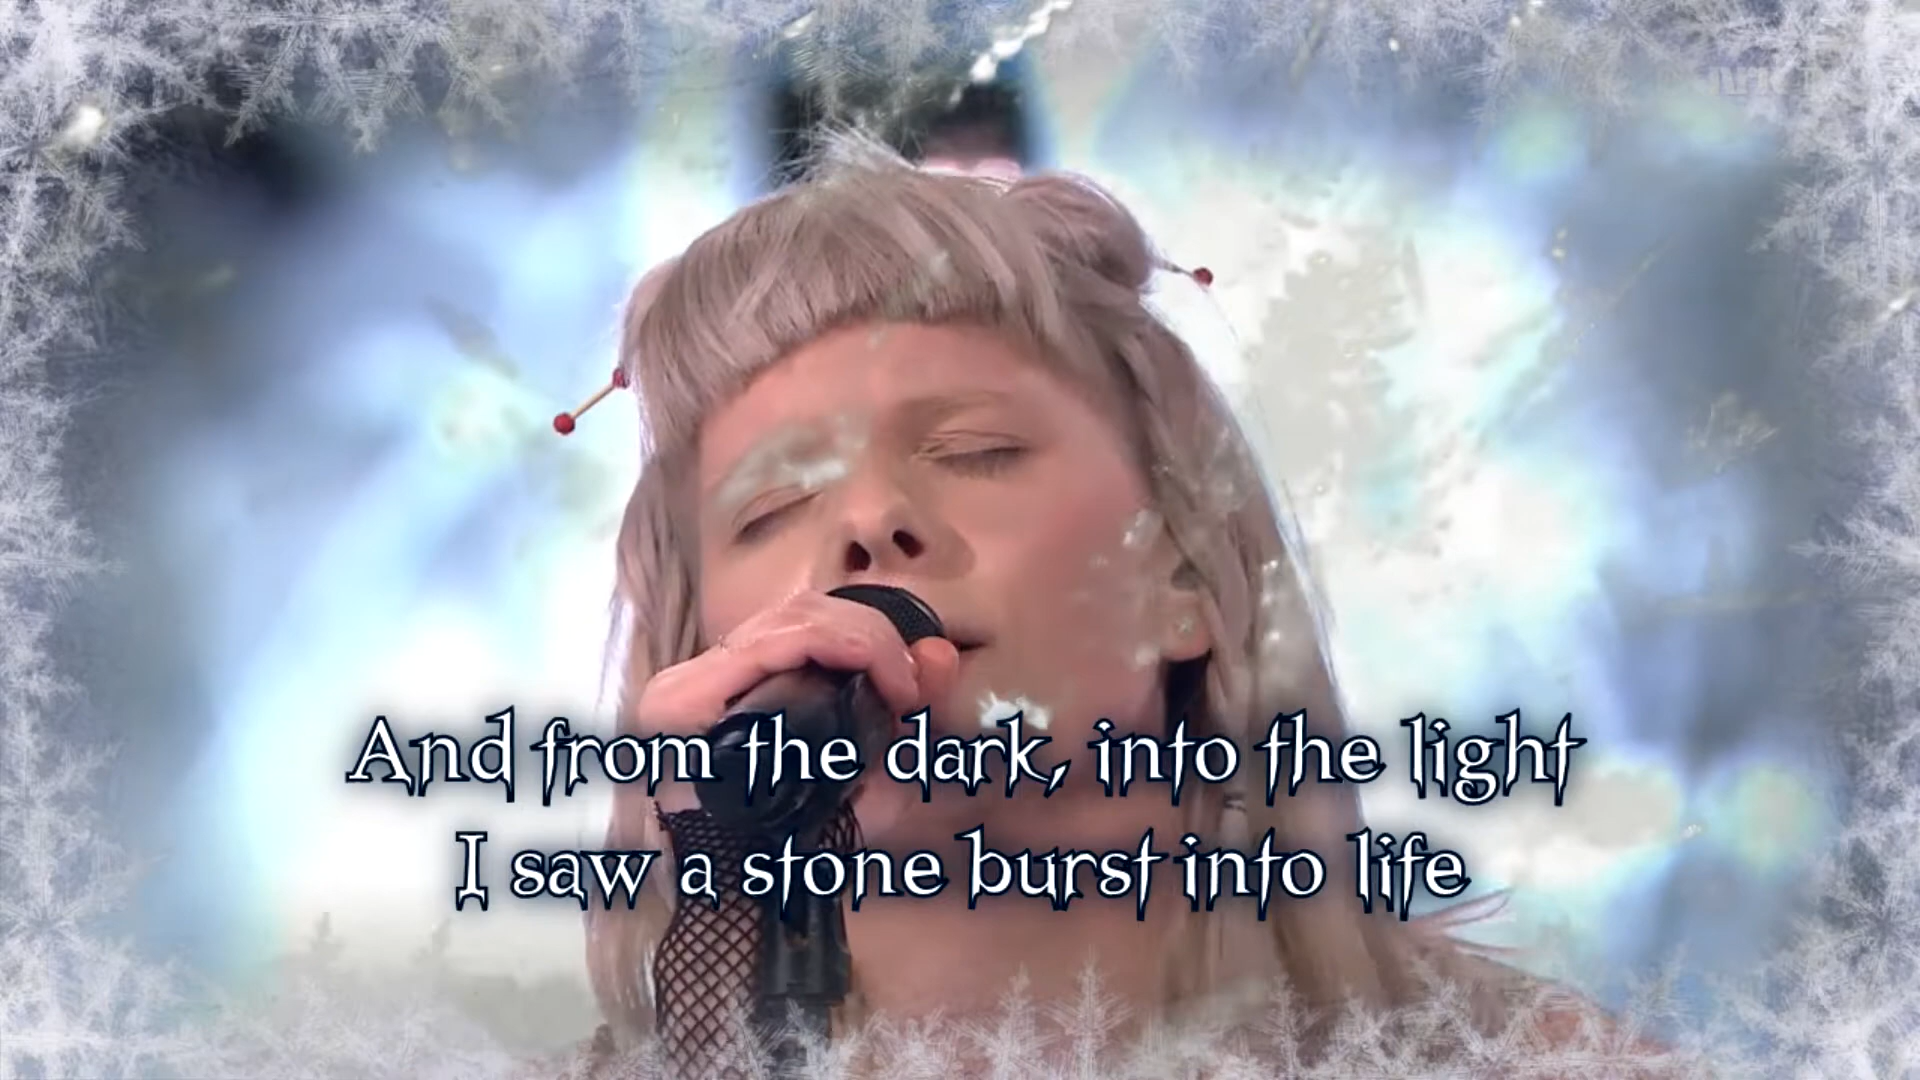 And from the dark, into the light
I saw a stone burst into life